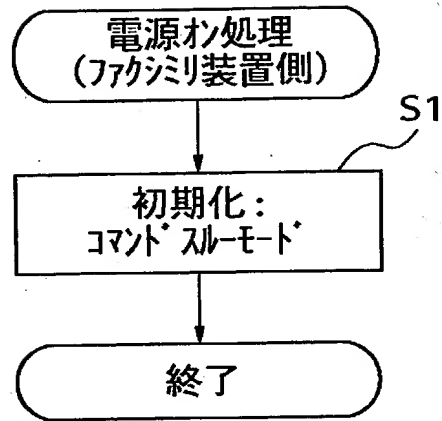 電源オン処理
(ファクシミリ装置側)
S1
初期化:
コマンドスルーモード
終了